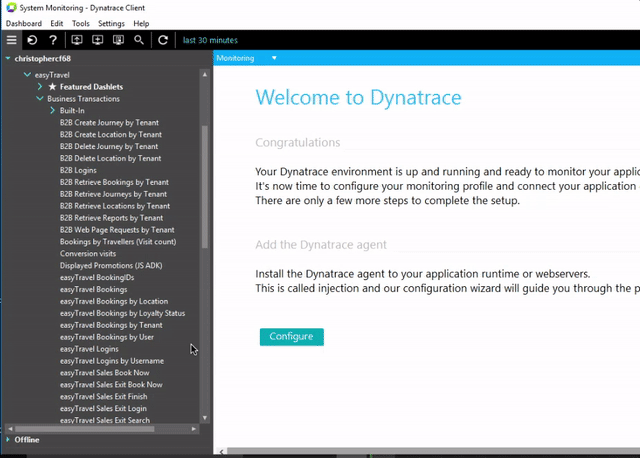 System Monitoring - Dynatrace Client
Dashboard Edit Tools Settings Help
last 30 minutes
christophercf68
easyTravel
Featured Dashlets
Business Transactions
Built-In
B2B Create Journey by Tenant
B2B Create Location by Tenant
B2B Delete Journey by Tenant
B2B Delete Location by Tenant
B2B Logins
B2B Retrieve Bookings by Tenant
B2B Retrieve Journeys by Tenant
B2B Retrieve Locations by Tenant
B2B Retrieve Reports by Tenant
B2B Web Page Requests by Tenant
Bookings by Travellers (Visit count)
Conversion visits
Displayed Promotions (JS ADK)
easyTravel BookingIDs
easyTravel Bookings
easyTravel Bookings by Location
easyTravel Bookings by Loyalty Status
easyTravel Bookings by Tenant
easyTravel Bookings by User
easyTravel Logins
easyTravel Logins by Username
easyTravel Sales Book Now
easyTravel Sales Exit Book Now
easyTravel Sales Exit Finish
easyTravel Sales Exit Login
easyTravel Sales Exit Search
Offline
Monitoring
Welcome to Dynatrace
Congratulations
Your Dynatrace environment is up and running and ready to monitor your applic
It's now time to configure your monitoring profile and connect your application
There are only a few more steps to complete the setup.
Add the Dynatrace agent
Install the Dynatrace agent to your application runtime or webservers.
This is called injection and our configuration wizard will guide you through the p
Configure